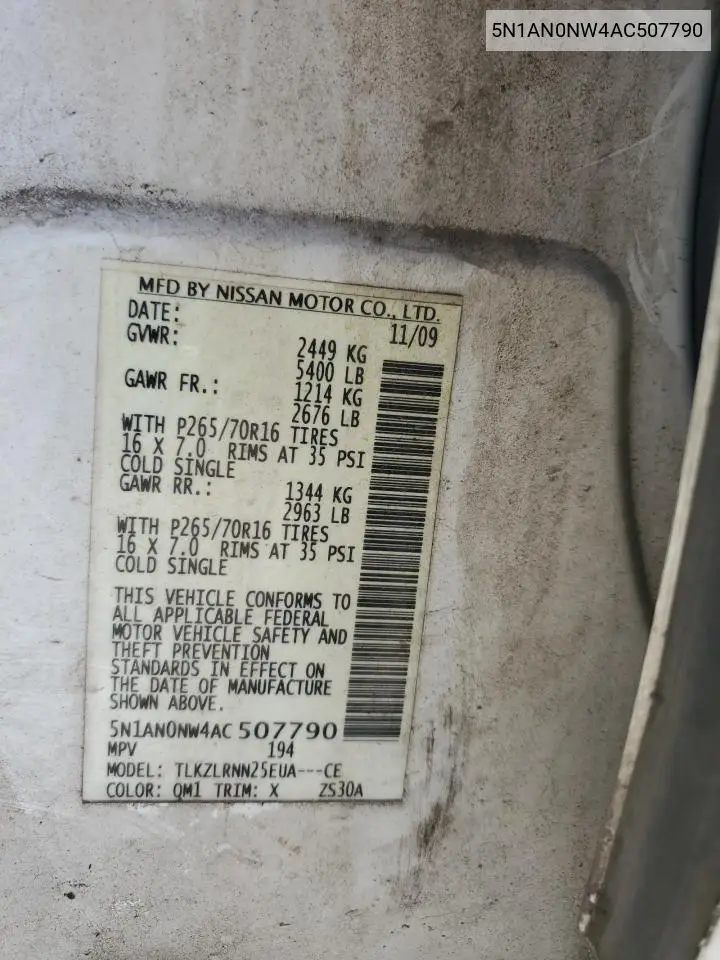 5N1AN0NW4AC507790
MFD BY NISSAN MOTOR CO., LTD.
DATE: 11/09
GVWR: 2449 KG
5400 LB
GAWR FR.: 1214 KG
2676 LB
WITH P265/70R16 TIRES
16 X 7.0 RIMS AT 35 PSI
COLD SINGLE
GAWR RR.: 1344 KG
2963 LB
WITH P265/70R16 TIRES
16 X 7.0 RIMS AT 35 PSI
COLD SINGLE
THIS VEHICLE CONFORMS TO
ALL APPLICABLE FEDERAL
MOTOR VEHICLE SAFETY AND
THEFT PREVENTION
STANDARDS IN EFFECT ON
THE DATE OF MANUFACTURE
SHOWN ABOVE.
5N1AN0NW4AC 507790
MPV 194
MODEL: TLKZLRNN25EUA---CE
COLOR: QM1 TRIM: X ZS30A